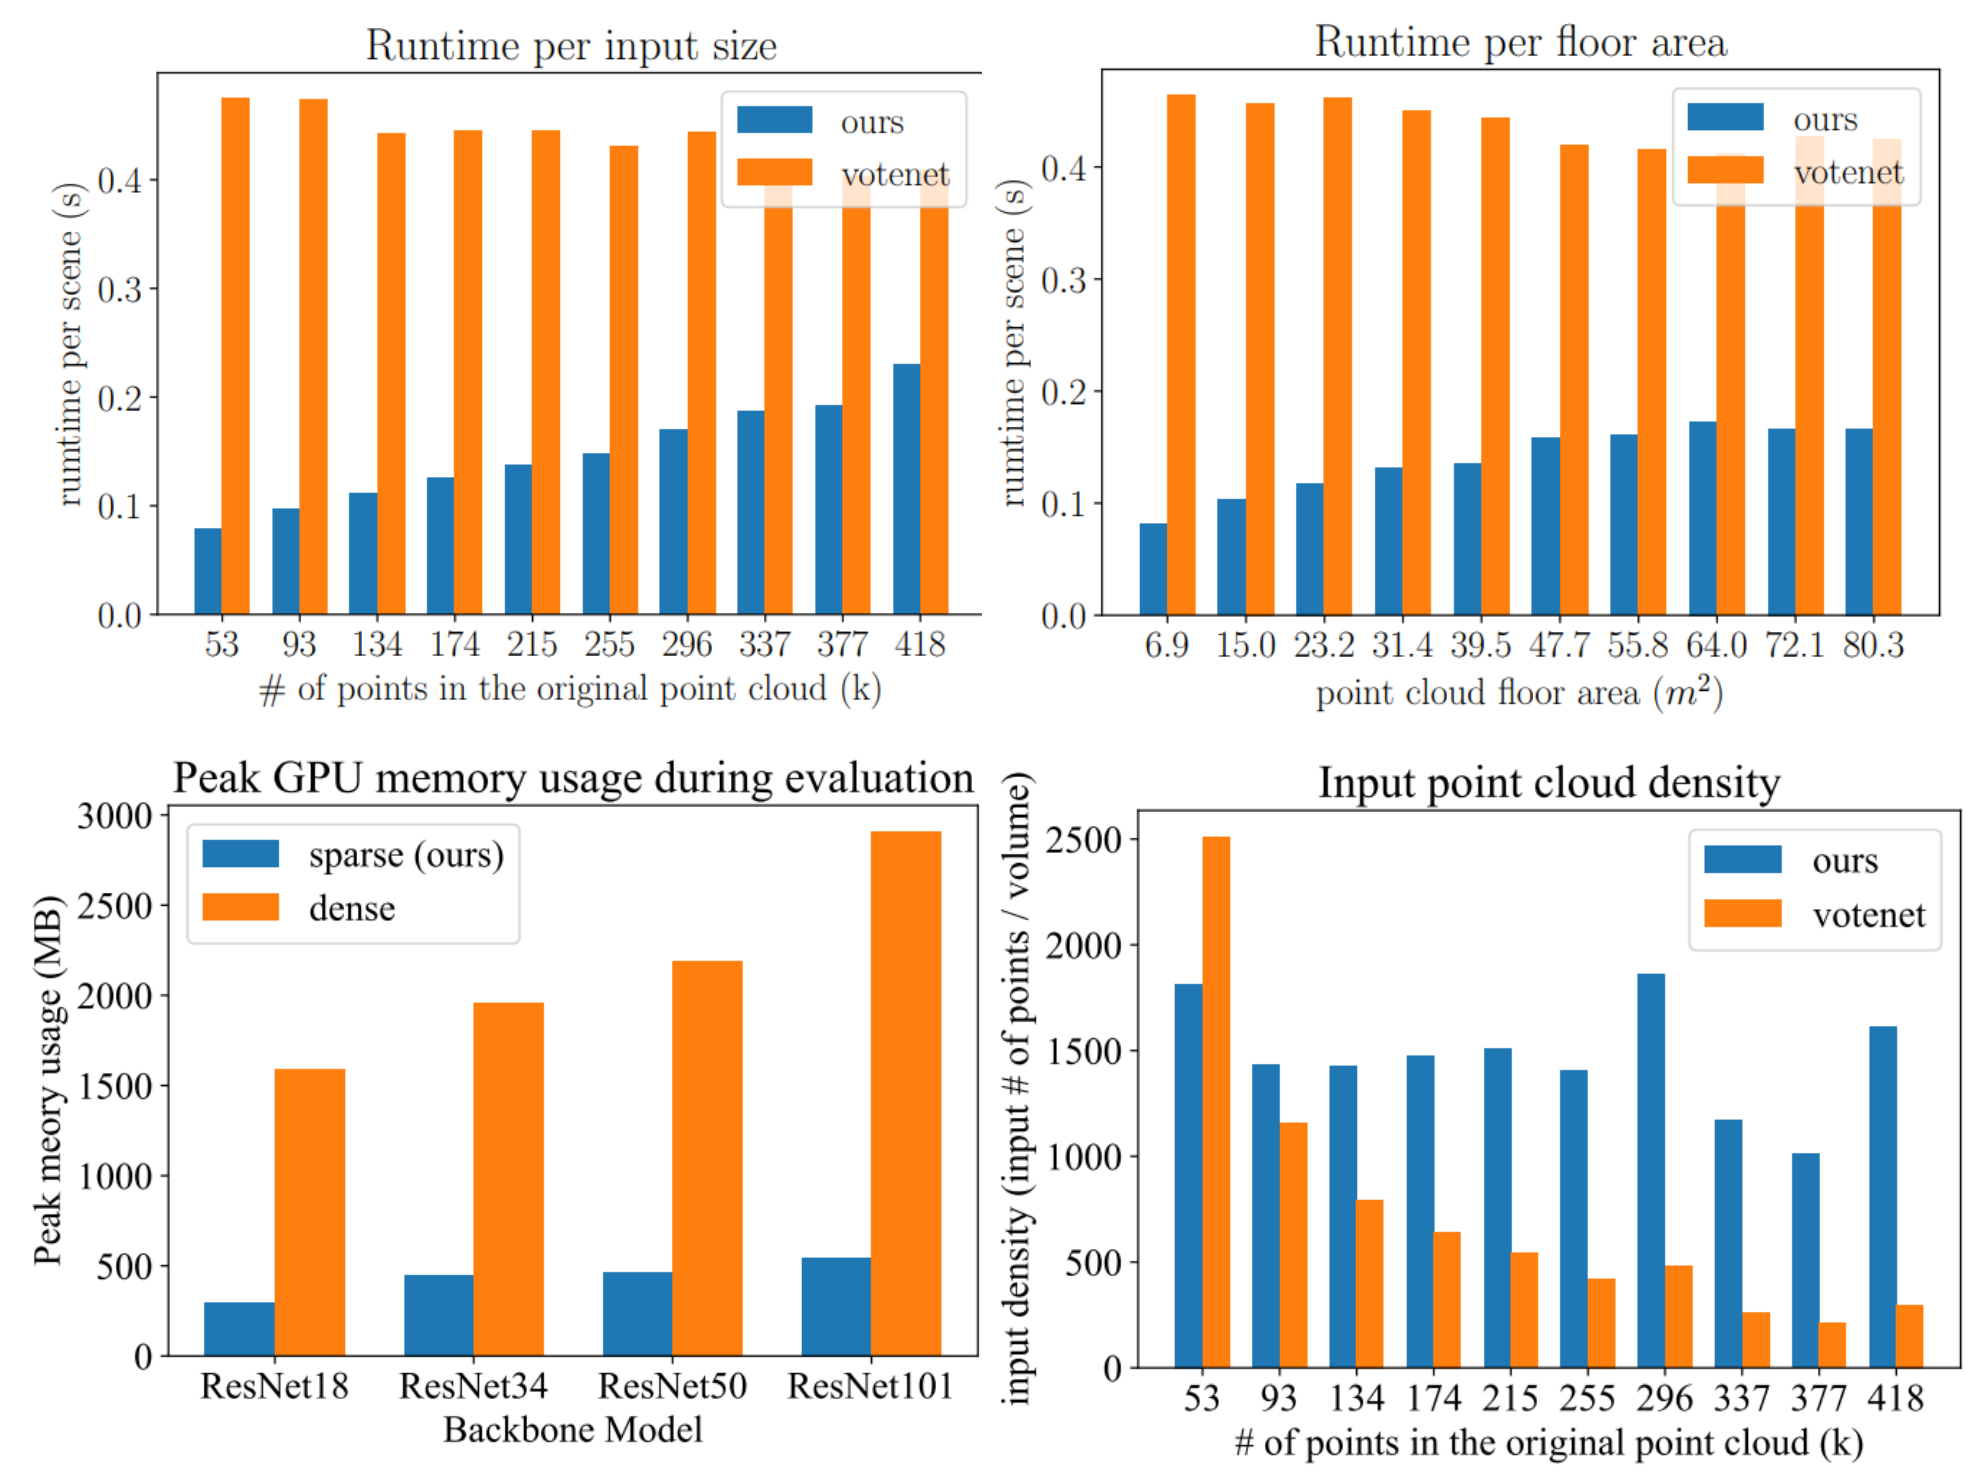 Runtime per input size
ours
votenet
rumtime per scene (s)
0.4
0.3
0.2
0.1
0.0
53 93 134 174 215 255 296 337 377 418
# of points in the original point cloud (k)
Runtime per floor area
ours
votenet
rumtime per scene (s)
0.4
0.3
0.2
0.1
0.0
6.9 15.0 23.2 31.4 39.5 47.7 55.8 64.0 72.1 80.3
point cloud floor area (m²)
Peak GPU memory usage during evaluation
sparse (ours)
dense
Peak meory usage (MB)
3000
2500
2000
1500
1000
500
0
ResNet18 ResNet34 ResNet50 ResNet101
Backbone Model
Input point cloud density
ours
votenet
input density (input # of points / volume)
2500
2000
1500
1000
500
0
53 93 134 174 215 255 296 337 377 418
# of points in the original point cloud (k)